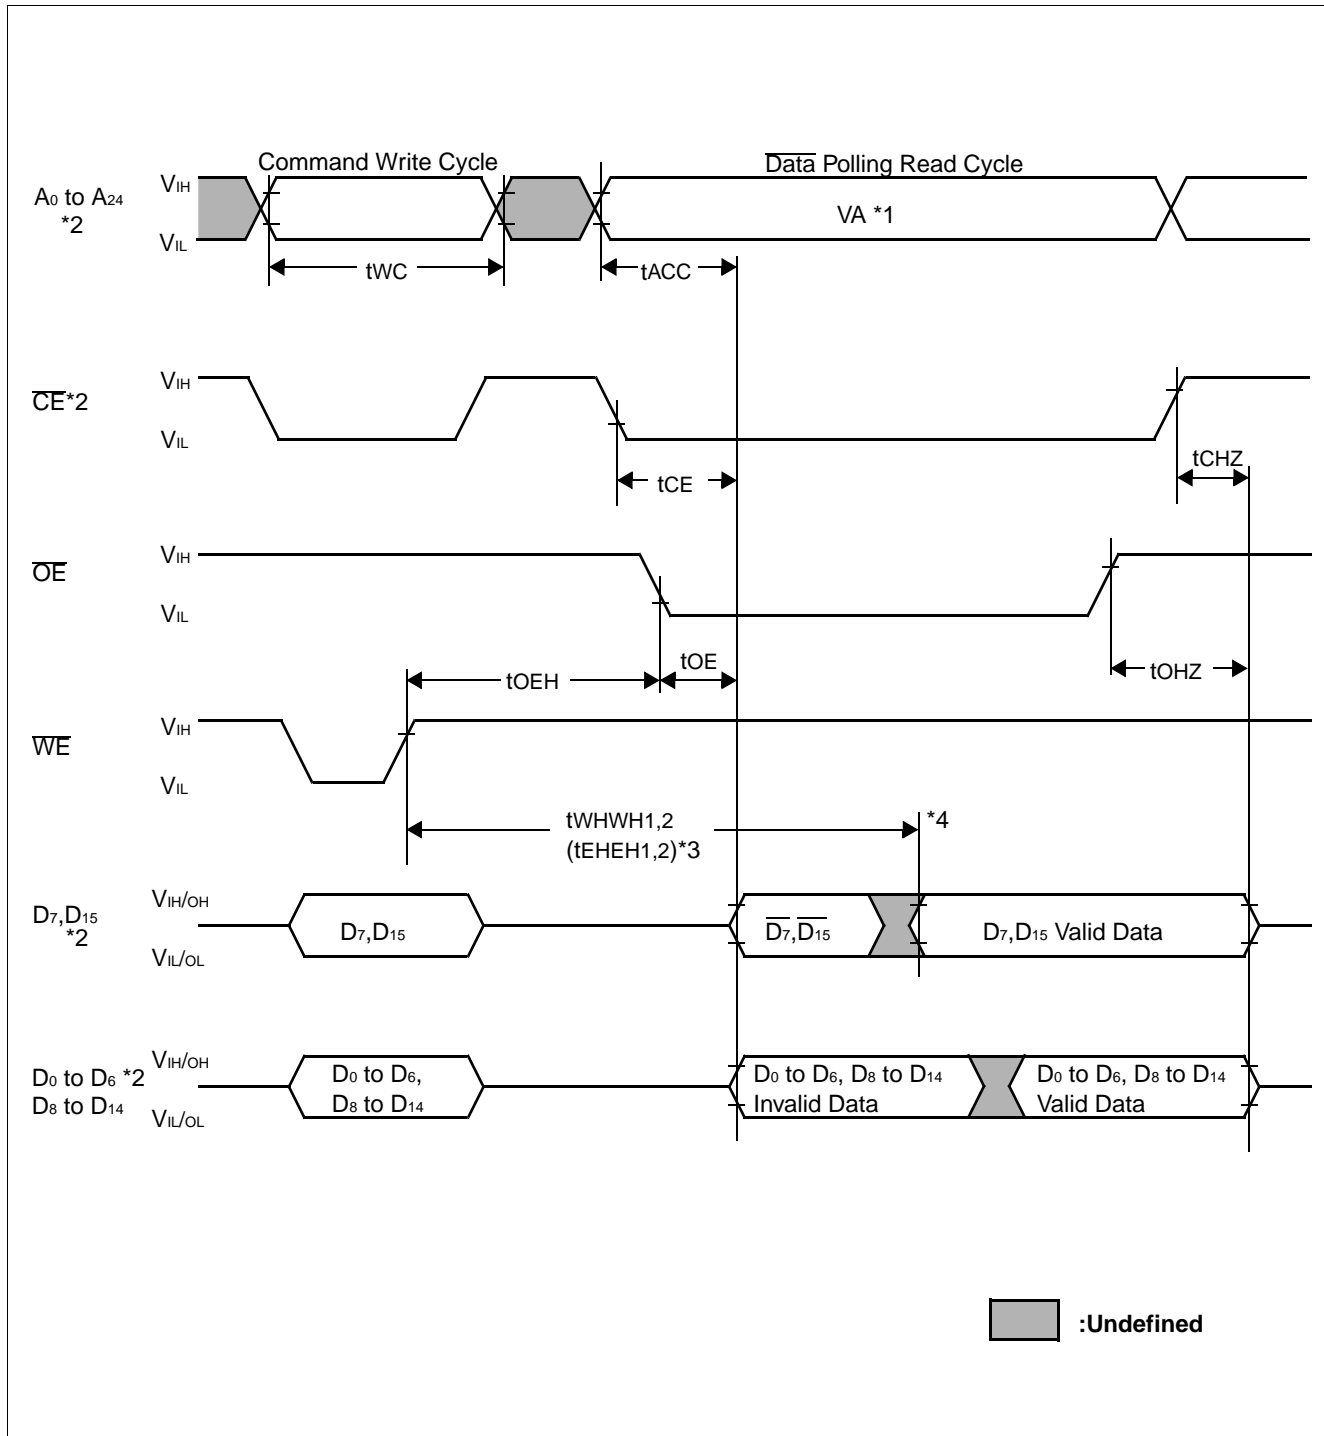 Command Write Cycle
Data Polling Read Cycle
A0 to A24
*2
VIH
VIL
VA *1
tWC
tACC
CE*2
VIH
VIL
tCE
tCHZ
OE
VIH
VIL
tOEH
tOE
tOHZ
WE
VIH
VIL
tWHWH1,2
(tEHEH1,2)*3
*4
D7,D15
*2
VIH/OH
VIL/OL
D7,D15
D7,D15
D7,D15 Valid Data
D0 to D6 *2
D8 to D14
VIH/OH
VIL/OL
D0 to D6,
D8 to D14
D0 to D6, D8 to D14
Invalid Data
D0 to D6, D8 to D14
Valid Data
:Undefined